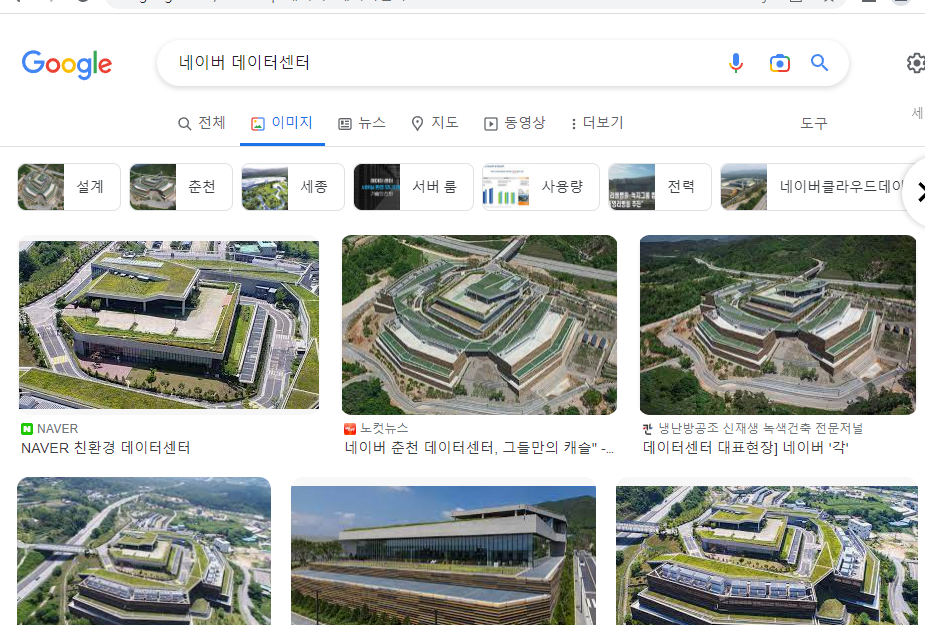 Google
네이버 데이터센터
전체
이미지
뉴스
지도
동영상
더보기
도구
설계
춘천
세종
서버 룸
사용량
전력
네이버클라우드데이
NAVER
NAVER 친환경 데이터센터
노컷뉴스
네이버 춘천 데이터센터, 그들만의 캐슬" -...
칸 냉난방공조 신재생 녹색건축 전문저널
데이터센터 대표현장] 네이버 '각'